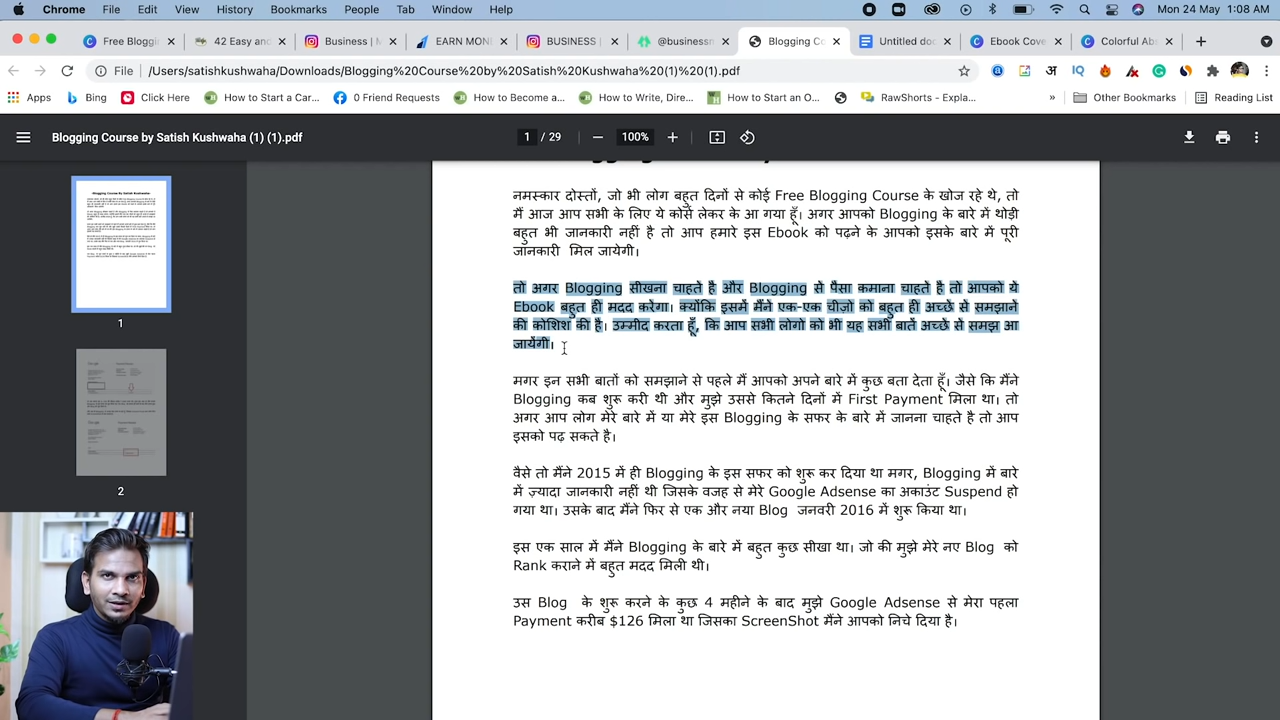 Chrome File Edit View History Bookmarks People Tab Window Help Mon 24 May 1:08 AM
Free Bloggin 42 Easy and Business | M EARN MONE BUSINESS @businessn Blogging Co Untitled doc Ebook Cove Colorful Abs
File /Users/satishkushwaha/Downloads/Blogging%20Course%20by%20Satish%20Kushwaha%20(1)%20(1).pdf
Apps Bing Click Here How to Start a Car... 0 Friend Requests How to Become a... How to Write, Dire... How to Start an O... RawShorts - Expla... » Other Bookmarks Reading List
Blogging Course by Satish Kushwaha (1) (1).pdf 1 / 29 100%
नमस्कार दोस्तों, जो भी लोग बहुत दिनों से कोई Free Blogging Course के खोज रहे थे, तो
मैं आज आप सभी के लिए ये कोर्स लेकर के आ गया हूँ। अगर आपको Blogging के बारे में थोड़ी
बहुत भी जानकारी नहीं है तो आप हमारे इस Ebook को पढ़ने के आपको इसके बारे में पूरी
जानकारी मिल जायेगी।
तो अगर Blogging सीखना चाहते है और Blogging से पैसा कमाना चाहते है तो आपको ये
Ebook बहुत ही मदद करेगा। क्योंकि इसमें मैंने एक-एक चीज़ों को बहुत ही अच्छे से समझाने
की कोशिश की है। उम्मीद करता हूँ, कि आप सभी लोगो को भी यह सभी बातें अच्छे से समझ आ
जायेंगी।
मगर इन सभी बातों को समझाने से पहले मैं आपको अपने बारे में कुछ बता देता हूँ। जैसे कि मैंने
Blogging कब शुरू करी थी और मुझे उससे कितने दिनों में First Payment मिला था। तो
अगर आप लोग मेरे बारे में या मेरे इस Blogging के सफर के बारे में जानना चाहते है तो आप
इसको पढ़ सकते है।
वैसे तो मैंने 2015 में ही Blogging के इस सफर को शुरू कर दिया था मगर, Blogging में बारे
में ज़्यादा जानकारी नहीं थी जिसके वजह से मेरे Google Adsense का अकाउंट Suspend हो
गया था। उसके बाद मैंने फिर से एक और नया Blog जनवरी 2016 में शुरू किया था।
इस एक साल में मैंने Blogging के बारे में बहुत कुछ सीखा था। जो की मुझे मेरे नए Blog को
Rank कराने में बहुत मदद मिली थी।
उस Blog के शुरू करने के कुछ 4 महीने के बाद मुझे Google Adsense से मेरा पहला
Payment करीब $126 मिला था जिसका ScreenShot मैंने आपको निचे दिया है।
1
2